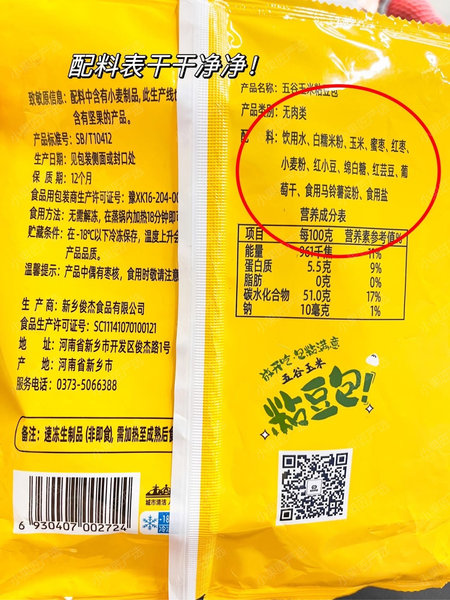 配料表干干净净!
致敏原信息: 配料中含有小麦制品, 此生产线也
含有坚果的产品。
产品标准号: SB/T10412
生产日期: 见包装侧面或封口处
保 质 期: 12个月
食品用包装商生产许可证号: 豫XK16-204-00
食用方法: 无需解冻, 在蒸锅内加热18分钟即可
贮藏条件: 在-18℃以下冷冻保存, 温度上升会
产品品质。
温馨提示: 产品中偶有枣核, 食用时敬请注意
生 产 商: 新乡俊杰食品有限公司
食品生产许可证号: SC11141070100121
地 址: 河南省新乡市开发区俊杰路1号
产 地: 河南省新乡市
服务电话: 0373-5066388
备注: 速冻生制品 (非即食), 需加热至成熟后食
6 930407 002724
城市清洁
-18
产品名称: 五谷玉米粘豆包
产品类别: 无肉类
配 料: 饮用水、白糯米粉、玉米、蜜枣、红枣、
小麦粉、红小豆、绵白糖、红芸豆、葡
萄干、食用马铃薯淀粉、食用盐
营养成分表
项目 每100克 营养素参考值%
能量 961千焦 11%
蛋白质 5.5克 9%
脂肪 0克 0%
碳水化合物 51.0克 17%
钠 10毫克 1%
放开吃·包您满意
五谷玉米
粘豆包!